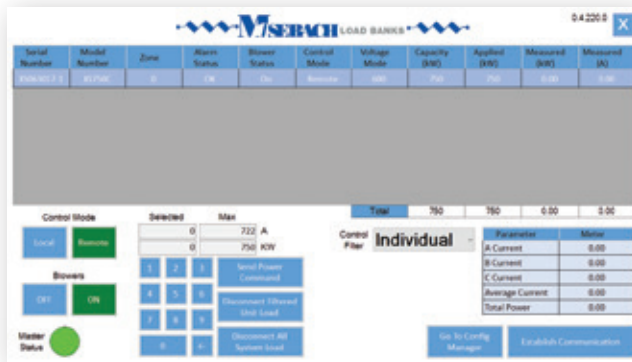 0.4.220.0 X
MOSEBACH LOAD BANKS
Serial Number Model Number Zone Alarm Status Blower Status Control Mode Voltage Mode Capacity (kW) Applied (kW) Measured (kW) Measured (A)
XL750C 0 OK On Remote 600 750 750 0.00 0.00
Total 750 750 0.00 0.00
Control Mode
Local Remote
Blowers
OFF ON
Master Status
Selected Max
0 722 A
0 750 KW
1 2 3
4 5 6
7 8 9
0 <-
Send Power Command
Disconnect Filtered Unit Load
Disconnect All System Load
Control Filter Individual
Parameter Meter
A Current 0.00
B Current 0.00
C Current 0.00
Average Current 0.00
Total Power 0.00
Go To Config Manager
Establish Communication